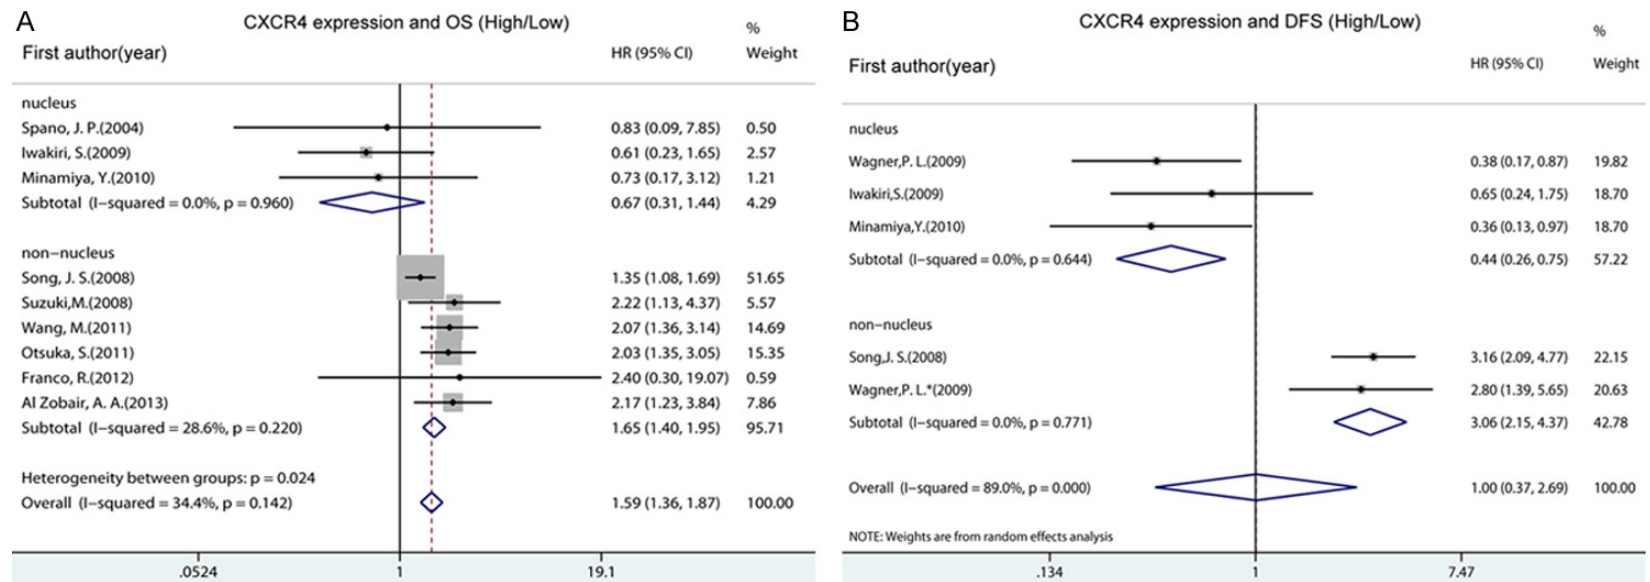 A
CXCR4 expression and OS (High/Low)
%
First author(year) HR (95% CI) Weight
nucleus
Spano, J. P.(2004) 0.83 (0.09, 7.85) 0.50
Iwakiri, S.(2009) 0.61 (0.23, 1.65) 2.57
Minamiya, Y.(2010) 0.73 (0.17, 3.12) 1.21
Subtotal (I-squared = 0.0%, p = 0.960) 0.67 (0.31, 1.44) 4.29
non-nucleus
Song, J. S.(2008) 1.35 (1.08, 1.69) 51.65
Suzuki,M.(2008) 2.22 (1.13, 4.37) 5.57
Wang, M.(2011) 2.07 (1.36, 3.14) 14.69
Otsuka, S.(2011) 2.03 (1.35, 3.05) 15.35
Franco, R.(2012) 2.40 (0.30, 19.07) 0.59
Al Zobair, A. A.(2013) 2.17 (1.23, 3.84) 7.86
Subtotal (I-squared = 28.6%, p = 0.220) 1.65 (1.40, 1.95) 95.71
Heterogeneity between groups: p = 0.024
Overall (I-squared = 34.4%, p = 0.142) 1.59 (1.36, 1.87) 100.00
.0524 1 19.1
B
CXCR4 expression and DFS (High/Low)
%
First author(year) HR (95% CI) Weight
nucleus
Wagner,P. L.(2009) 0.38 (0.17, 0.87) 19.82
Iwakiri,S.(2009) 0.65 (0.24, 1.75) 18.70
Minamiya,Y.(2010) 0.36 (0.13, 0.97) 18.70
Subtotal (I-squared = 0.0%, p = 0.644) 0.44 (0.26, 0.75) 57.22
non-nucleus
Song,J. S.(2008) 3.16 (2.09, 4.77) 22.15
Wagner,P. L.*(2009) 2.80 (1.39, 5.65) 20.63
Subtotal (I-squared = 0.0%, p = 0.771) 3.06 (2.15, 4.37) 42.78
Overall (I-squared = 89.0%, p = 0.000) 1.00 (0.37, 2.69) 100.00
NOTE: Weights are from random effects analysis
.134 1 7.47